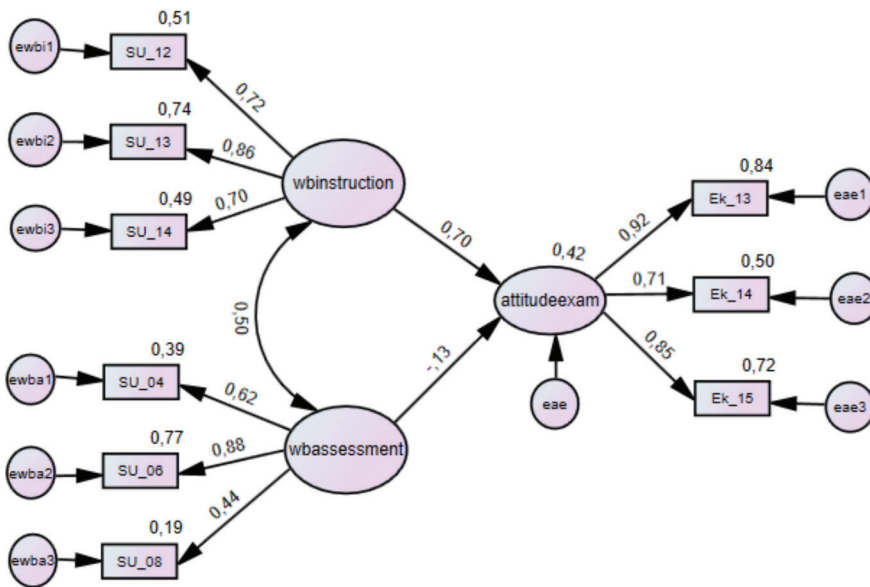 0,51
ewbi1
SU_12
0,72
0,74
ewbi2
SU_13
0,86
wbinstruction
0,49
ewbi3
SU_14
0,70
0,70
0,84
Ek_13
eae1
0,92
0,42
attitudeexam
0,71
0,50
Ek_14
eae2
0,50
-,13
0,85
0,72
Ek_15
eae3
eae
0,39
ewba1
SU_04
0,62
wbassessment
0,77
ewba2
SU_06
0,88
0,19
ewba3
SU_08
0,44